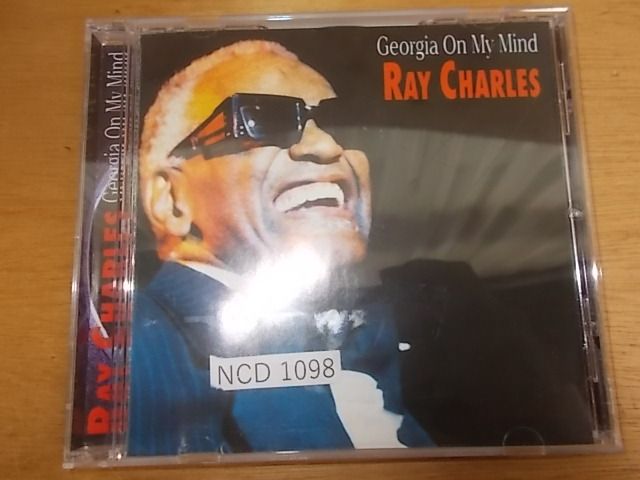 Georgia On My Mind
RAY CHARLES
RAY CHARLES Georgia On My Mind
NCD 1098